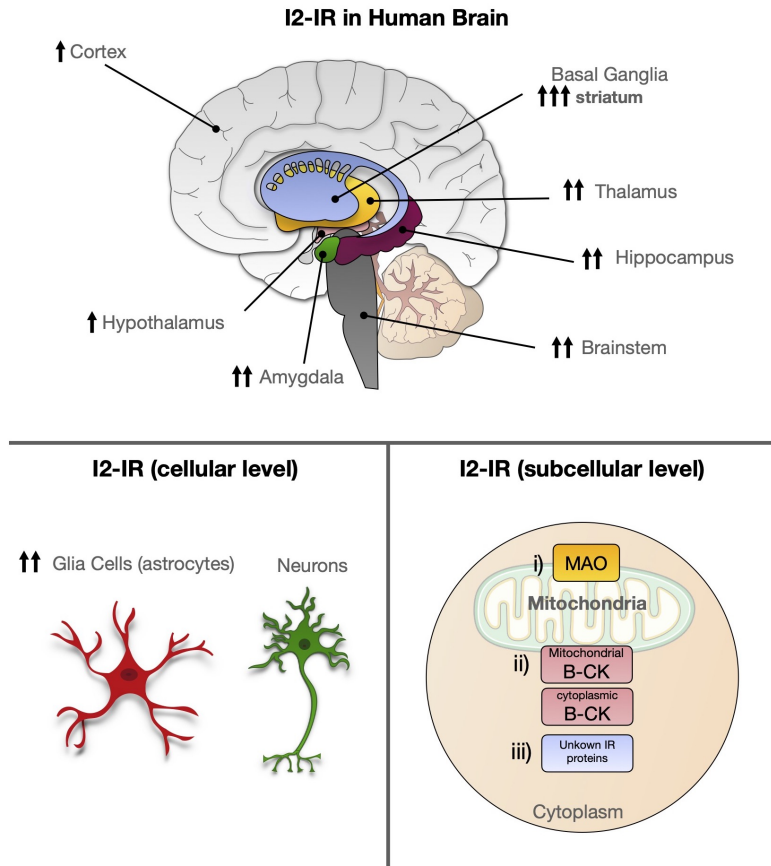 I2-IR in Human Brain
Cortex
Basal Ganglia
striatum
Thalamus
Hippocampus
Hypothalamus
Brainstem
Amygdala
I2-IR (cellular level)
Glia Cells (astrocytes)
Neurons
I2-IR (subcellular level)
i) MAO
Mitochondria
ii) Mitochondrial
B-CK
cytoplasmic
B-CK
iii) Unkown IR
proteins
Cytoplasm